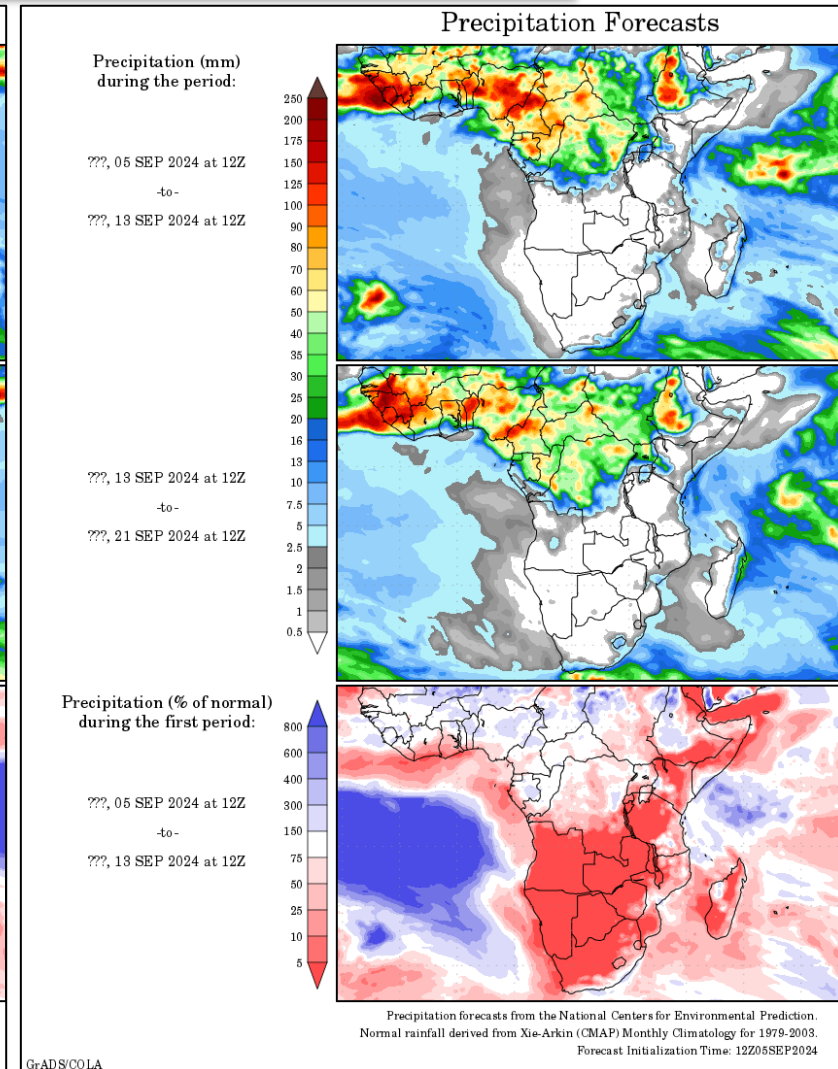 Precipitation Forecasts
Precipitation (mm)
during the period:
???, 05 SEP 2024 at 12Z
-to-
???, 13 SEP 2024 at 12Z
250
200
175
150
125
100
90
80
70
60
50
40
35
30
25
20
16
13
10
7.5
5
2.5
2
1.5
1
0.5
???, 13 SEP 2024 at 12Z
-to-
???, 21 SEP 2024 at 12Z
Precipitation (% of normal)
during the first period:
???, 05 SEP 2024 at 12Z
-to-
???, 13 SEP 2024 at 12Z
800
600
400
300
150
75
50
25
10
5
Precipitation forecasts from the National Centers for Environmental Prediction.
Normal rainfall derived from Xie-Arkin (CMAP) Monthly Climatology for 1979-2003.
Forecast Initialization Time: 12Z05SEP2024
GrADS/COLA